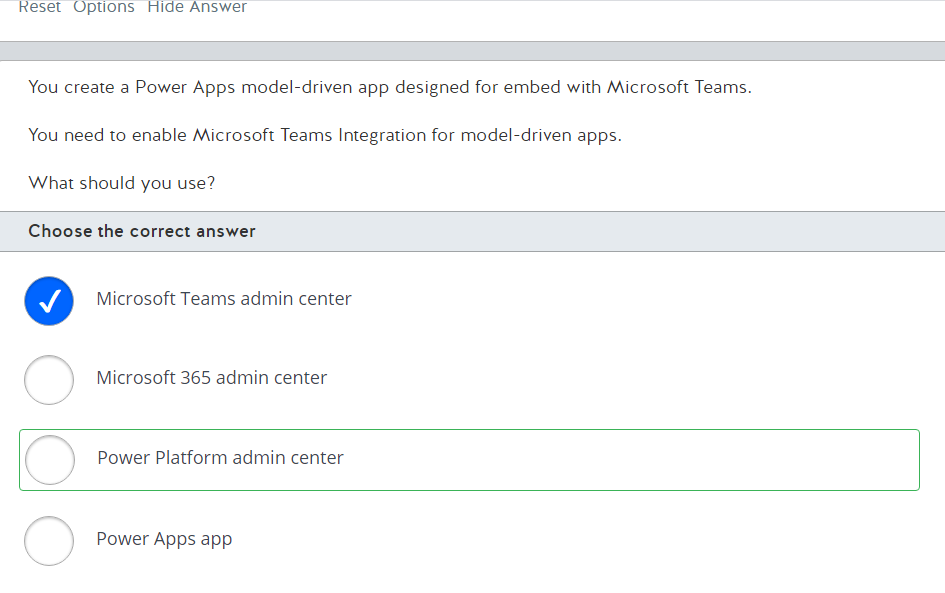 Reset Options Hide Answer
You create a Power Apps model-driven app designed for embed with Microsoft Teams.
You need to enable Microsoft Teams Integration for model-driven apps.
What should you use?
Choose the correct answer
Microsoft Teams admin center
Microsoft 365 admin center
Power Platform admin center
Power Apps app